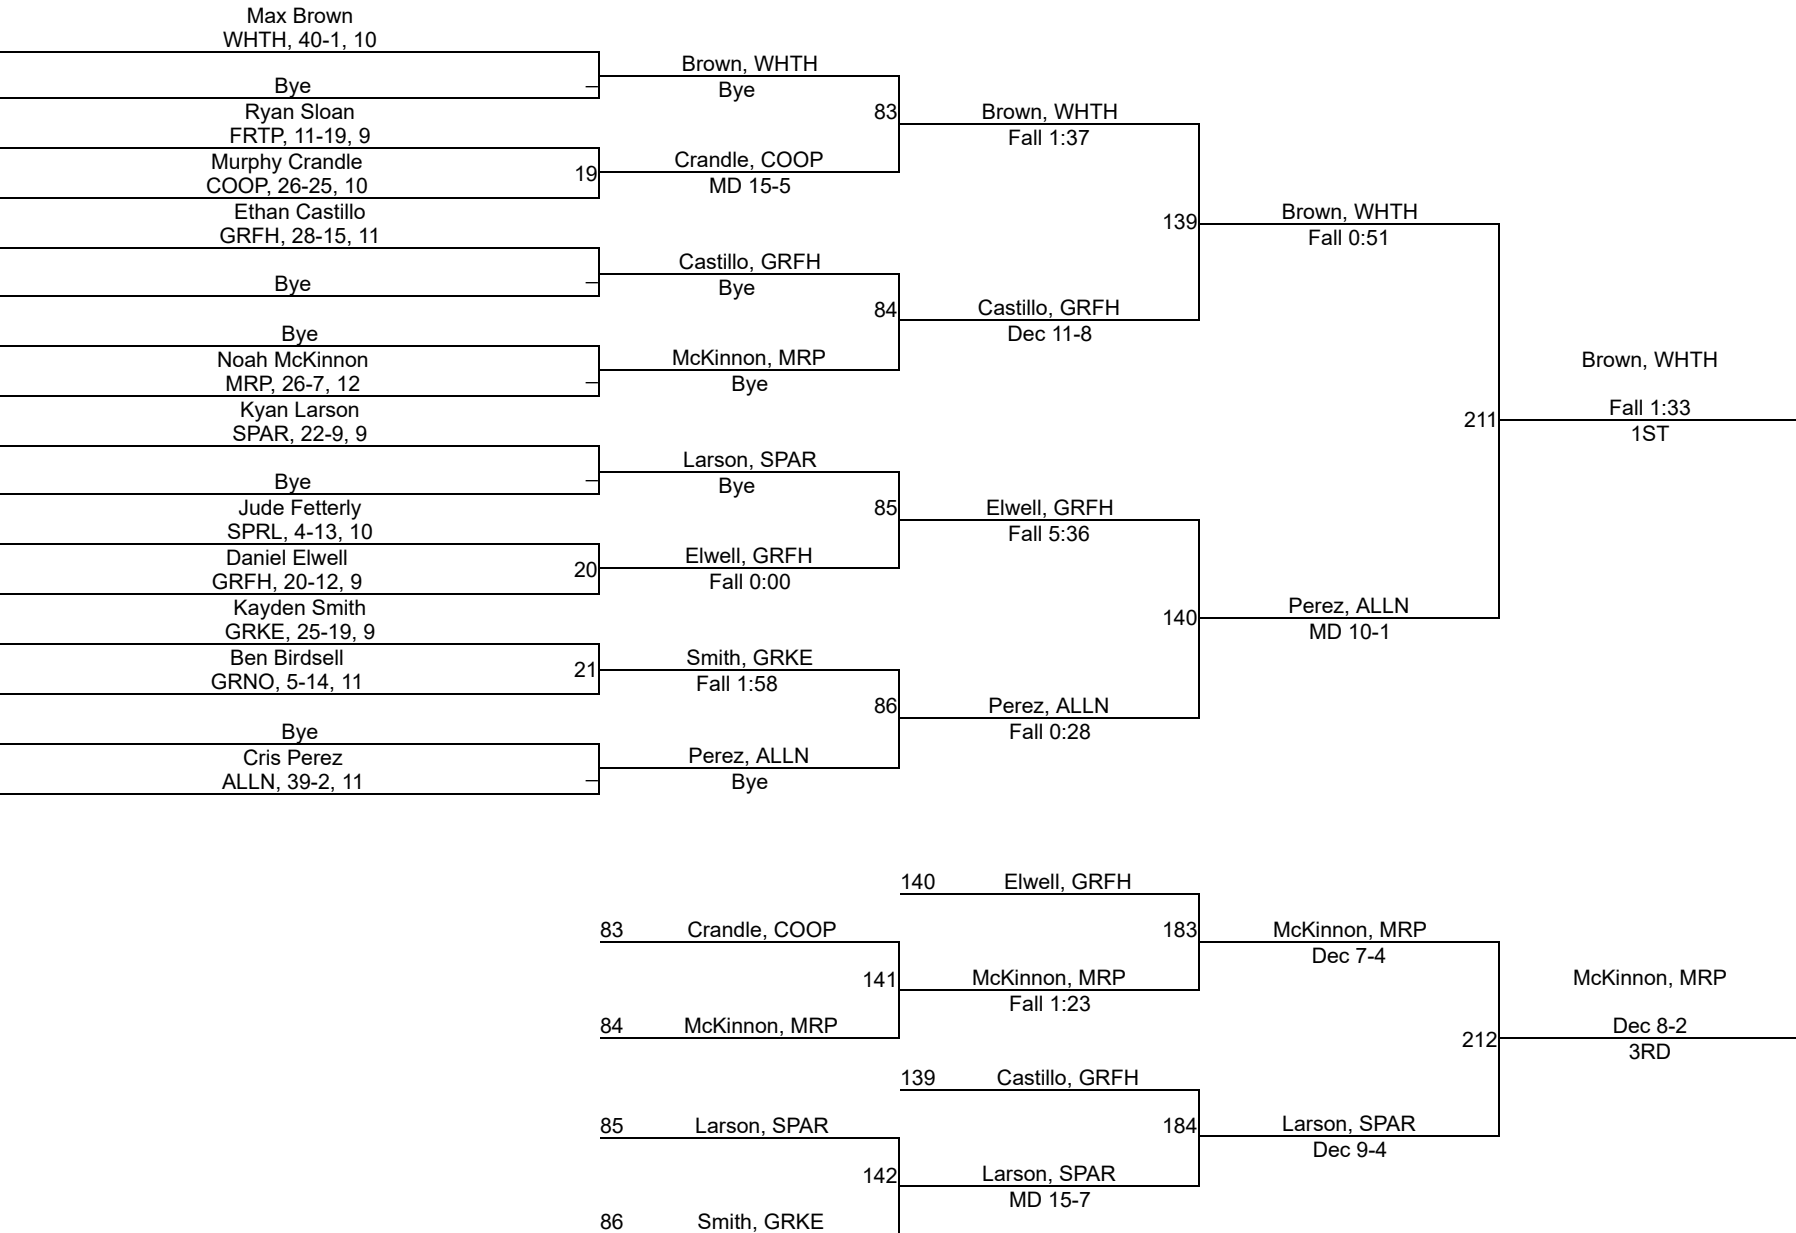 Max Brown
WHTH, 40-1, 10
Bye
Ryan Sloan
FRTP, 11-19, 9
Murphy Crandle
COOP, 26-25, 10
Ethan Castillo
GRFH, 28-15, 11
Bye
Bye
Noah McKinnon
MRP, 26-7, 12
Kyan Larson
SPAR, 22-9, 9
Bye
Jude Fetterly
SPRL, 4-13, 10
Daniel Elwell
GRFH, 20-12, 9
Kayden Smith
GRKE, 25-19, 9
Ben Birdsell
GRNO, 5-14, 11
Bye
Cris Perez
ALLN, 39-2, 11
–
19
–
–
–
20
21
–
Brown, WHTH
Bye
Crandle, COOP
MD 15-5
Castillo, GRFH
Bye
McKinnon, MRP
Bye
Larson, SPAR
Bye
Elwell, GRFH
Fall 0:00
Smith, GRKE
Fall 1:58
Perez, ALLN
Bye
83
84
85
86
Brown, WHTH
Fall 1:37
Castillo, GRFH
Dec 11-8
Elwell, GRFH
Fall 5:36
Perez, ALLN
Fall 0:28
139
140
Brown, WHTH
Fall 0:51
Perez, ALLN
MD 10-1
211
Brown, WHTH
Fall 1:33
1ST
83 Crandle, COOP
84 McKinnon, MRP
85 Larson, SPAR
86 Smith, GRKE
141
142
140 Elwell, GRFH
McKinnon, MRP
Fall 1:23
139 Castillo, GRFH
Larson, SPAR
MD 15-7
183
184
McKinnon, MRP
Dec 7-4
Larson, SPAR
Dec 9-4
212
McKinnon, MRP
Dec 8-2
3RD